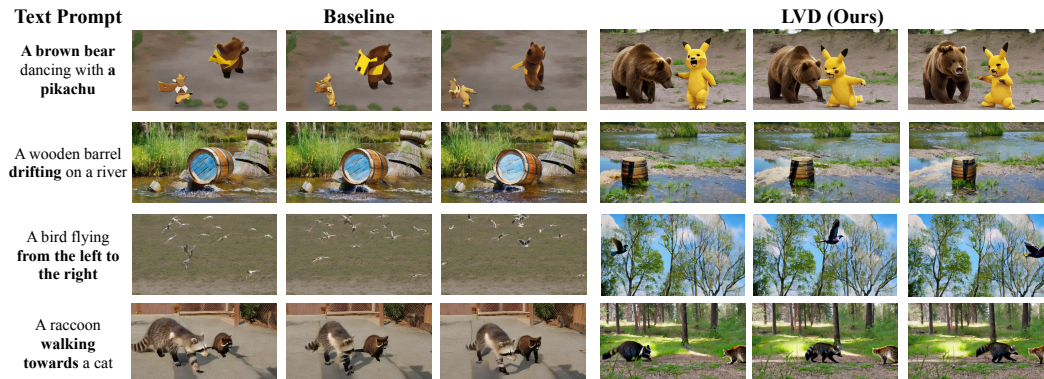 Text Prompt
Baseline
LVD (Ours)
A brown bear
dancing with a
pikachu
A wooden barrel
drifting on a river
A bird flying
from the left to
the right
A raccoon
walking
towards a cat